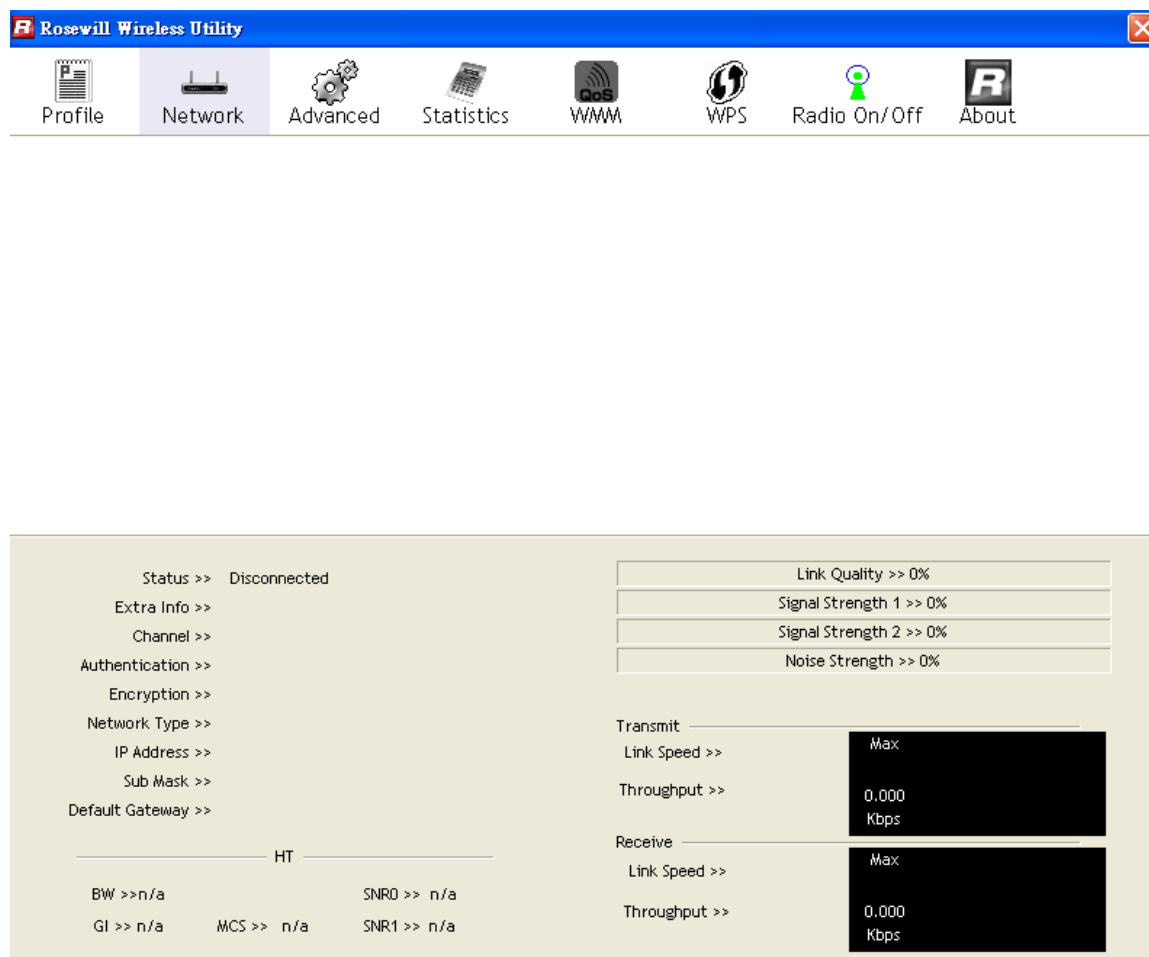 Rosewill Wireless Utility
Profile Network Advanced Statistics WMM WPS Radio On/Off About
QoS
Status >> Disconnected
Extra Info >>
Channel >>
Authentication >>
Encryption >>
Network Type >>
IP Address >>
Sub Mask >>
Default Gateway >>
HT
BW >>n/a SNR0 >> n/a
GI >> n/a MCS >> n/a SNR1 >> n/a
Link Quality >> 0%
Signal Strength 1 >> 0%
Signal Strength 2 >> 0%
Noise Strength >> 0%
Transmit
Link Speed >>
Throughput >>
Max
0.000
Kbps
Receive
Link Speed >>
Throughput >>
Max
0.000
Kbps